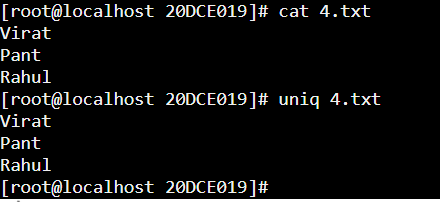 [root@localhost 20DCE019]# cat 4.txt
Virat
Pant
Rahul
[root@localhost 20DCE019]# uniq 4.txt
Virat
Pant
Rahul
[root@localhost 20DCE019]#